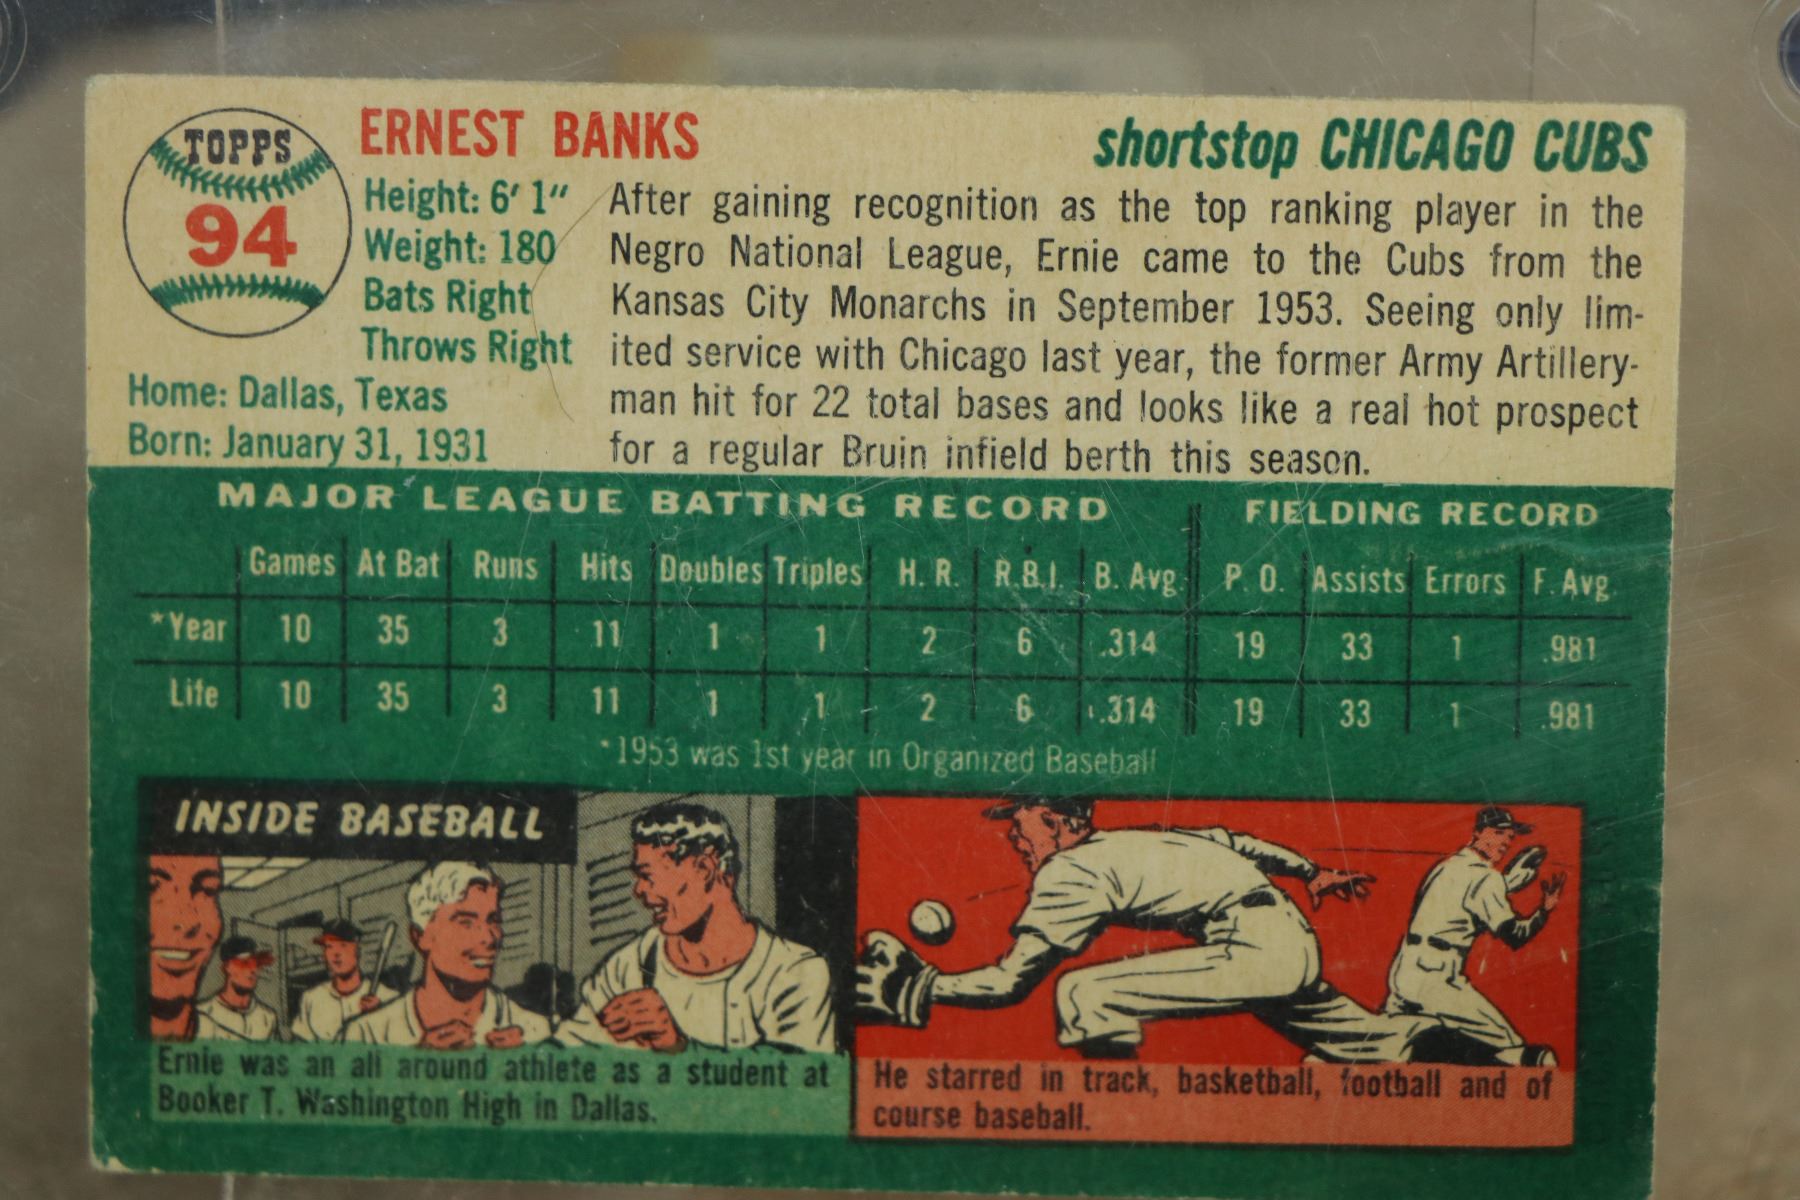 TOPPS
94
ERNEST BANKS
shortstop CHICAGO CUBS
Height: 6' 1"
Weight: 180
Bats Right
Throws Right
Home: Dallas, Texas
Born: January 31, 1931
After gaining recognition as the top ranking player in the
Negro National League, Ernie came to the Cubs from the
Kansas City Monarchs in September 1953. Seeing only lim-
ited service with Chicago last year, the former Army Artillery-
man hit for 22 total bases and looks like a real hot prospect
for a regular Bruin infield berth this season.
MAJOR LEAGUE BATTING RECORD FIELDING RECORD
Games At Bat Runs Hits Doubles Triples H. R. R.B.I. B. Avg. P. O. Assists Errors F. Avg.
*Year 10 35 3 11 1 1 2 6 .314 19 33 1 .981
Life 10 35 3 11 1 1 2 6 .314 19 33 1 .981
*1953 was 1st year in Organized Baseball
INSIDE BASEBALL
Ernie was an all around athlete as a student at
Booker T. Washington High in Dallas.
He starred in track, basketball, football and of
course baseball.